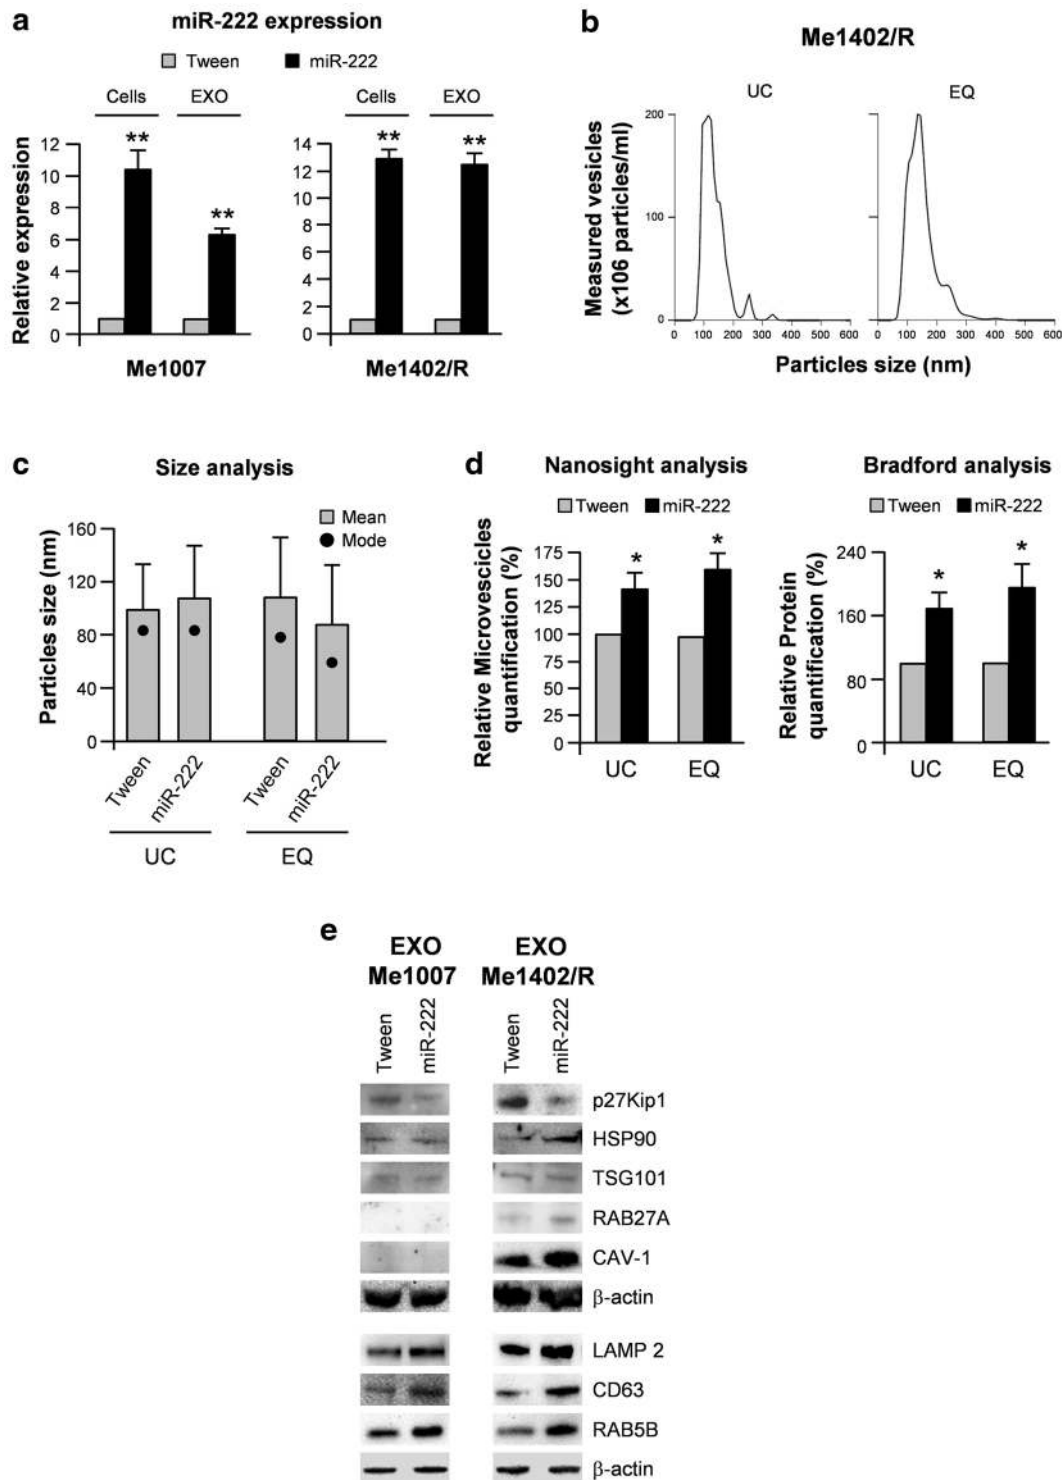 a
miR-222 expression
Tween miR-222
Cells EXO Cells EXO
Relative expression
12
10
8
6
4
2
0
** **
Me1007
14
12
10
8
6
4
2
0
** **
Me1402/R
b
Me1402/R
UC EQ
Measured vesicles
(x106 particles/ml)
200
100
0
0 100 200 300 400 500 600 0 100 200 300 400 500 600
Particles size (nm)
c
Size analysis
Mean
Mode
Particles size (nm)
160
120
80
40
0
Tween miR-222 Tween miR-222
UC EQ
d
Nanosight analysis
Tween miR-222
Relative Microvescicles
quantification (%)
175
150
125
100
75
50
25
0
* *
UC EQ
Bradford analysis
Tween miR-222
Relative Protein
quantification (%)
240
160
80
0
* *
UC EQ
e
EXO EXO
Me1007 Me1402/R
Tween miR-222 Tween miR-222
p27Kip1
HSP90
TSG101
RAB27A
CAV-1
β-actin
LAMP 2
CD63
RAB5B
β-actin